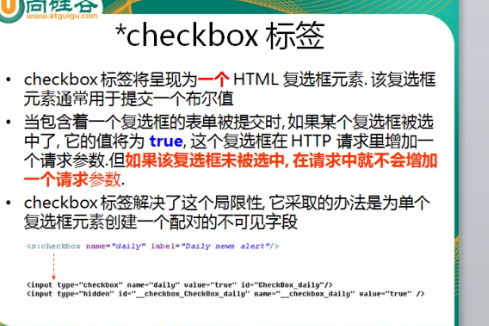 尚硅谷
www.atguigu.com
*checkbox 标签
• checkbox 标签将呈现为一个 HTML 复选框元素. 该复选框
元素通常用于提交一个布尔值
• 当包含着一个复选框的表单被提交时, 如果某个复选框被选
中了, 它的值将为 true, 这个复选框在 HTTP 请求里增加一
个请求参数.但如果该复选框未被选中, 在请求中就不会增加
一个请求参数.
• checkbox 标签解决了这个局限性, 它采取的办法是为单个
复选框元素创建一个配对的不可见字段
<s:checkbox name="daily" label="Daily news alert"/>
<input type="checkbox" name="daily" value="true" id="CheckBox_daily"/>
<input type="hidden" id="__checkbox_CheckBox_daily" name="__checkbox_daily" value="true" />